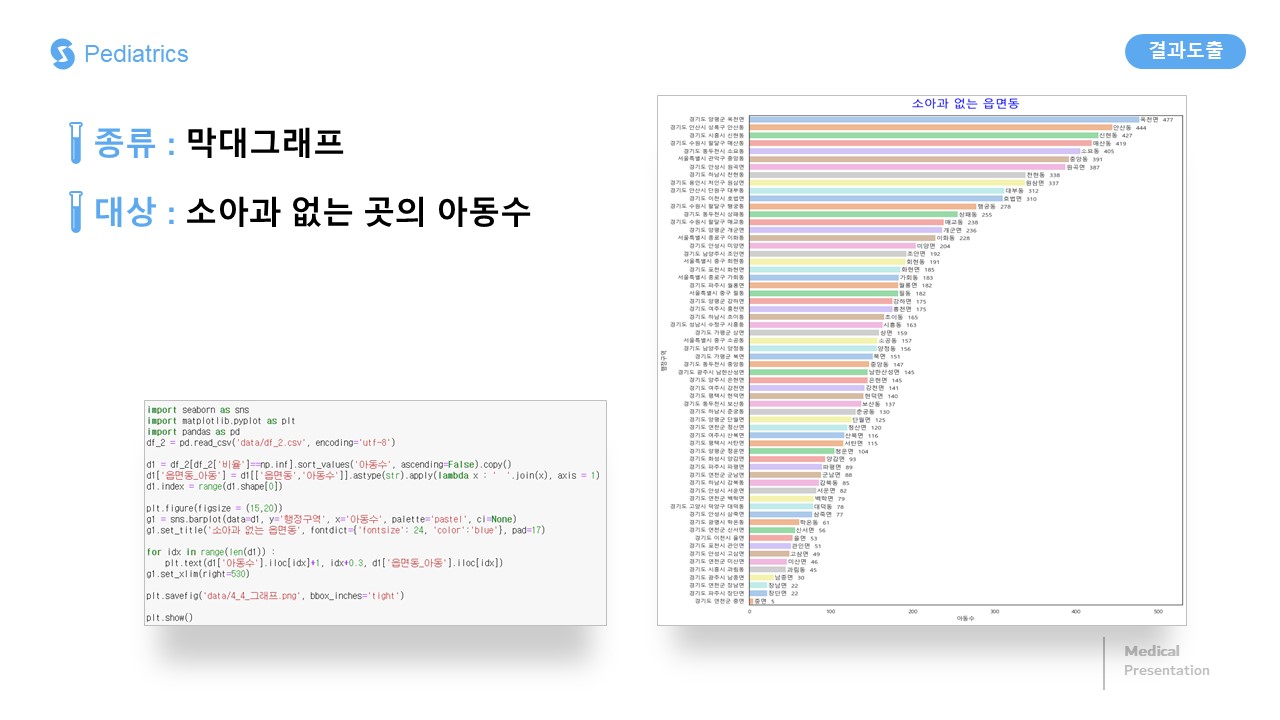 Pediatrics
결과도출
종류 : 막대그래프
대상 : 소아과 없는 곳의 아동수
import seaborn as sns
import matplotlib.pyplot as plt
import pandas as pd
df_2 = pd.read_csv('data/df_2.csv', encoding='utf-8')
d1 = df_2[df_2['비율']==np.inf].sort_values('아동수', ascending=False).copy()
d1['읍면동_아동'] = d1[['읍면동','아동수']].astype(str).apply(lambda x : '  '.join(x), axis = 1)
d1.index = range(d1.shape[0])
plt.figure(figsize = (15,20))
g1 = sns.barplot(data=d1, y='행정구역', x='아동수', palette='pastel', ci=None)
g1.set_title('소아과 없는 읍면동', fontdict={'fontsize': 24, 'color':'blue'}, pad=17)
for idx in range(len(d1)) :
plt.text(d1['아동수'].iloc[idx]+1, idx+0.3, d1['읍면동_아동'].iloc[idx])
g1.set_xlim(right=530)
plt.savefig('data/4_4_그래프.png', bbox_inches='tight')
plt.show()
소아과 없는 읍면동
경기도 양평군 옥천면 옥천면 477
경기도 안산시 상록구 안산동 안산동 444
경기도 시흥시 신현동 신현동 427
경기도 수원시 팔달구 매산동 매산동 419
경기도 동두천시 소요동 소요동 405
서울특별시 관악구 중앙동 중앙동 391
경기도 안성시 원곡면 원곡면 387
경기도 하남시 천현동 천현동 338
경기도 용인시 처인구 원삼면 원삼면 337
경기도 안산시 단원구 대부동 대부동 312
경기도 이천시 호법면 호법면 310
경기도 수원시 팔달구 행궁동 행궁동 278
경기도 동두천시 상패동 상패동 255
경기도 수원시 팔달구 매교동 매교동 238
경기도 양평군 개군면 개군면 236
서울특별시 종로구 이화동 이화동 228
경기도 안성시 미양면 미양면 204
경기도 남양주시 조안면 조안면 192
서울특별시 중구 회현동 회현동 191
경기도 포천시 화현면 화현면 185
서울특별시 종로구 가회동 가회동 183
경기도 파주시 월롱면 월롱면 182
서울특별시 중구 필동 필동 182
경기도 양평군 강하면 강하면 175
경기도 여주시 흥천면 흥천면 175
경기도 하남시 초이동 초이동 165
경기도 성남시 수정구 시흥동 시흥동 163
경기도 가평군 상면 상면 159
서울특별시 중구 소공동 소공동 157
경기도 남양주시 양정동 양정동 156
경기도 가평군 북면 북면 151
경기도 동두천시 중앙동 중앙동 147
경기도 광주시 남한산성면 남한산성면 145
경기도 양주시 은현면 은현면 145
경기도 여주시 강천면 강천면 141
경기도 평택시 현덕면 현덕면 140
경기도 동두천시 보산동 보산동 137
경기도 하남시 춘궁동 춘궁동 130
경기도 양평군 단월면 단월면 125
경기도 연천군 청산면 청산면 120
경기도 여주시 산북면 산북면 116
경기도 평택시 서탄면 서탄면 115
경기도 양평군 청운면 청운면 104
경기도 화성시 양감면 양감면 93
경기도 파주시 파평면 파평면 89
경기도 연천군 군남면 군남면 88
경기도 하남시 감북동 감북동 85
경기도 안성시 서운면 서운면 82
경기도 연천군 백학면 백학면 79
경기도 고양시 덕양구 대덕동 대덕동 78
경기도 안성시 삼죽면 삼죽면 77
경기도 광명시 학온동 학온동 61
경기도 연천군 신서면 신서면 56
경기도 이천시 율면 율면 53
경기도 포천시 관인면 관인면 51
경기도 안성시 고삼면 고삼면 49
경기도 연천군 미산면 미산면 46
경기도 시흥시 과림동 과림동 45
경기도 광주시 남종면 남종면 30
경기도 연천군 장남면 장남면 22
경기도 파주시 장단면 장단면 22
경기도 연천군 중면 중면 5
행정구역
0 100 200 300 400 500
아동수
Medical
Presentation